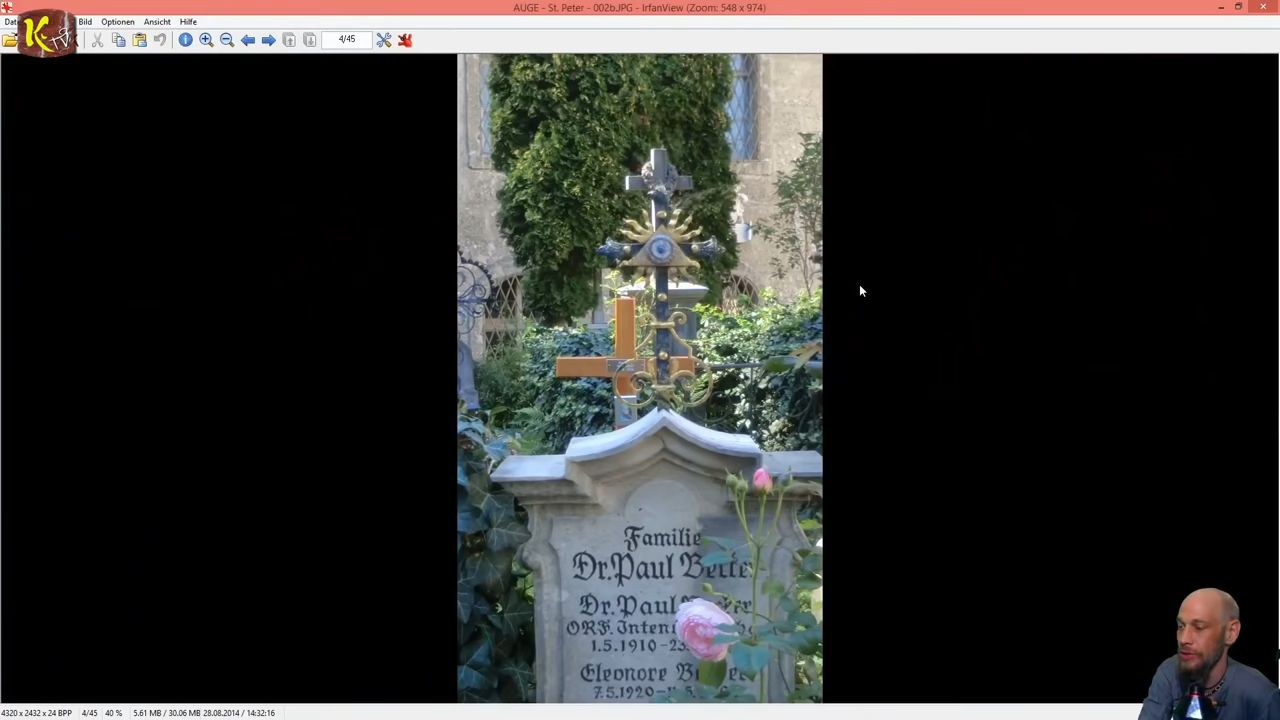 AUGE - St. Peter - 002bJPG - IrfanView (Zoom: 548 x 974)
Bild Optionen Ansicht Hilfe
4/45
Familie
Dr. Paul
Dr. Paul
ORF. 
1.5.1910-
Eleonore
7.5.1920-
4320 x 2432 x 24 BPP 4/45 40 % 5.61 MB / 30.06 MB 28.08.2014 / 14:32:16